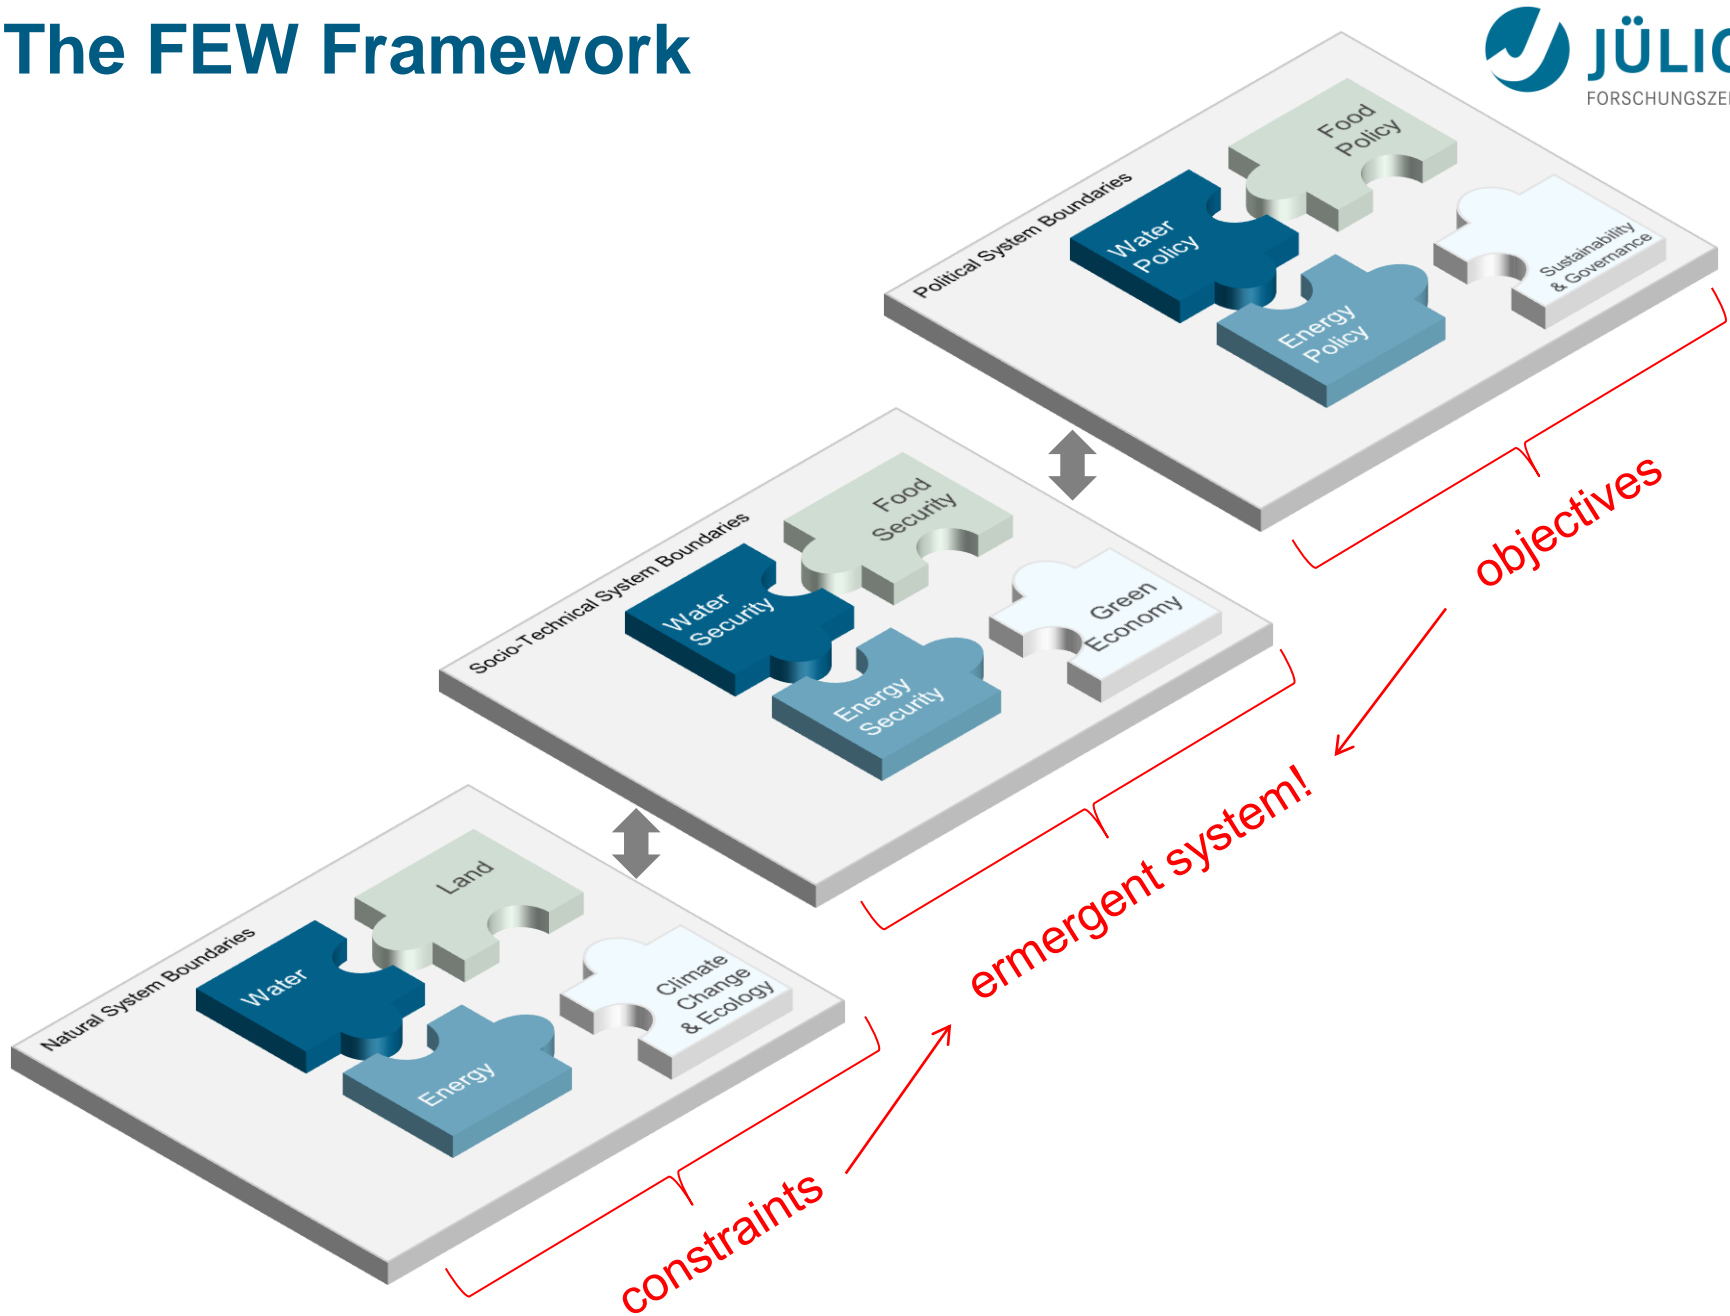 The FEW Framework
JÜLIC
FORSCHUNGSZE
Political System Boundaries
Food
Policy
Water
Policy
Sustainability
& Governance
Energy
Policy
objectives
Socio-Technical System Boundaries
Food
Security
Water
Security
Green
Economy
Energy
Security
ermergent system!
Natural System Boundaries
Land
Water
Climate
Change
& Ecology
Energy
constraints